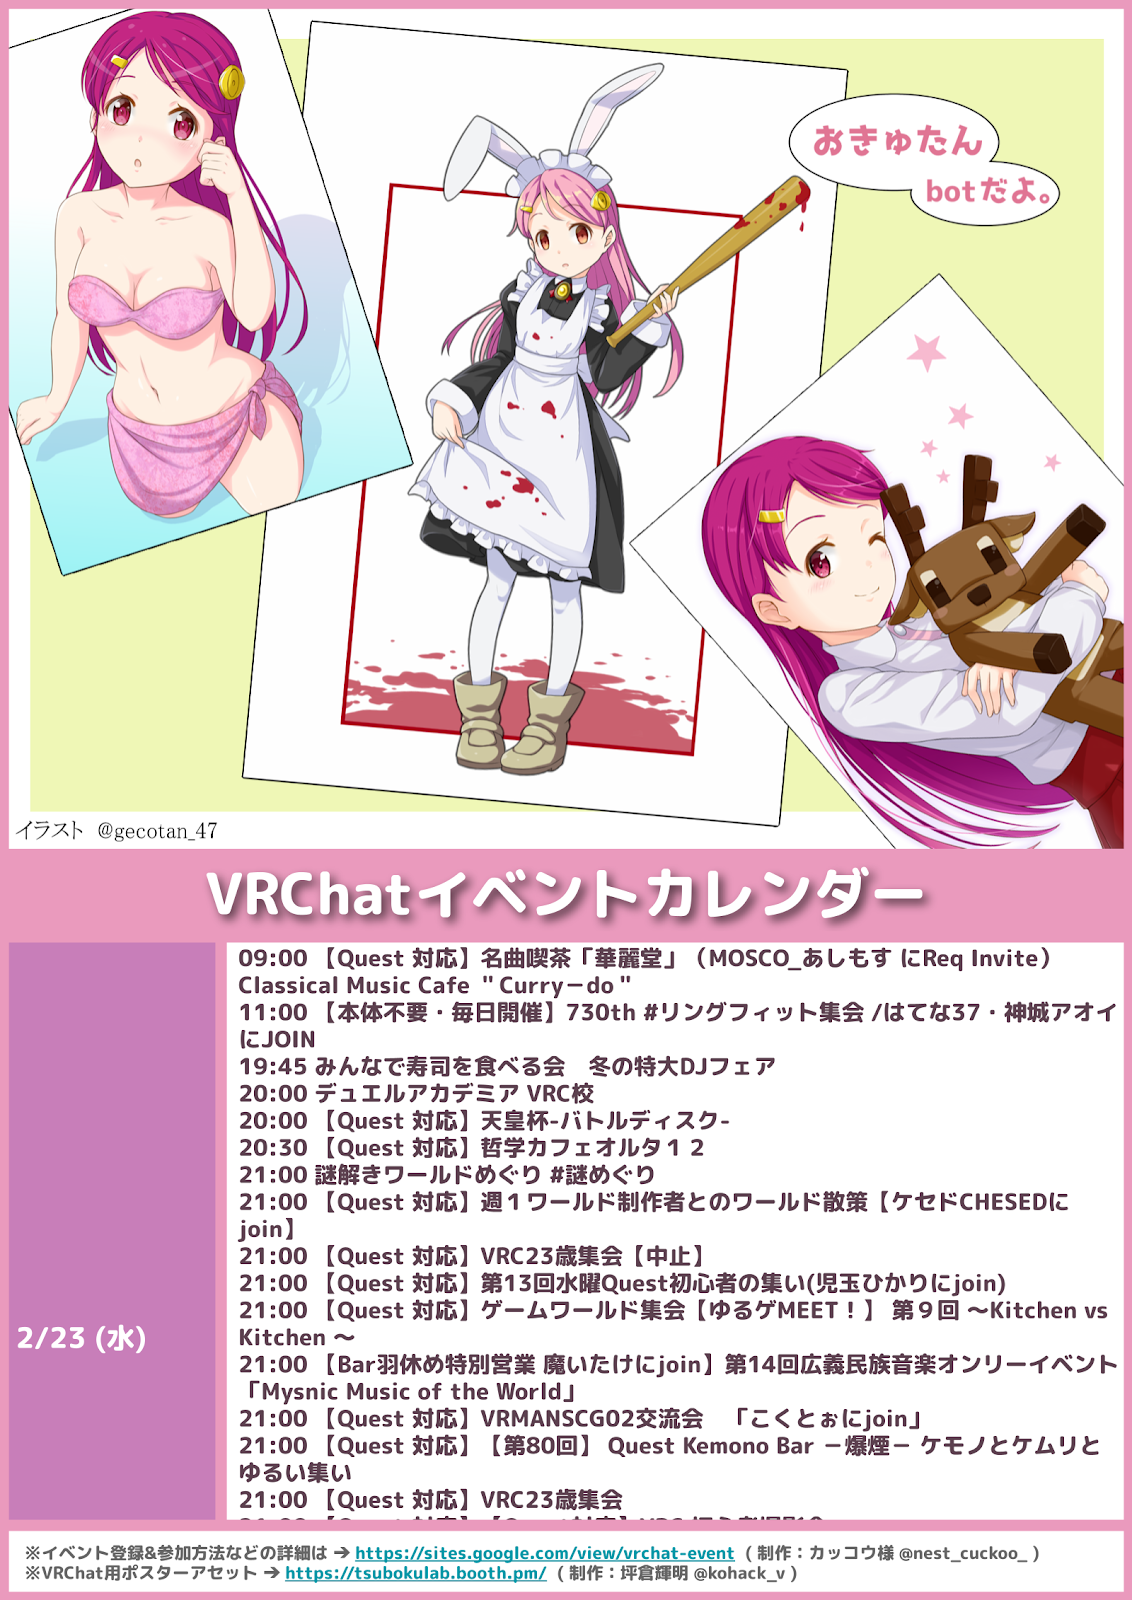 おきゅたん
botだよ。
イラスト @gecotan_47
VRChatイベントカレンダー
2/23 (水)
09:00 【Quest 対応】名曲喫茶「華麗堂」（MOSCO_あしもす にReq Invite）
Classical Music Cafe ＂Curry－do＂
11:00 【本体不要・毎日開催】730th #リングフィット集会 /はてな37・神城アオイ
にJOIN
19:45 みんなで寿司を食べる会　冬の特大DJフェア
20:00 デュエルアカデミア VRC校
20:00 【Quest 対応】天皇杯-バトルディスク-
20:30 【Quest 対応】哲学カフェオルタ１２
21:00 謎解きワールドめぐり #謎めぐり
21:00 【Quest 対応】週１ワールド制作者とのワールド散策【ケセドCHESEDに
join】
21:00 【Quest 対応】VRC23歳集会【中止】
21:00 【Quest 対応】第13回水曜Quest初心者の集い(児玉ひかりにjoin)
21:00 【Quest 対応】ゲームワールド集会【ゆるゲMEET！】 第９回 〜Kitchen vs
Kitchen 〜
21:00 【Bar羽休め特別営業 魔いたけにjoin】第14回広義民族音楽オンリーイベント
「Mysnic Music of the World」
21:00 【Quest 対応】VRMANSCG02交流会　「こくとぉにjoin」
21:00 【Quest 対応】【第80回】 Quest Kemono Bar －爆煙－ ケモノとケムリと
ゆるい集い
21:00 【Quest 対応】VRC23歳集会
※イベント登録&参加方法などの詳細は ➔ https://sites.google.com/view/vrchat-event ( 制作：カッコウ様 @nest_cuckoo_ )
※VRChat用ポスターアセット ➔ https://tsubokulab.booth.pm/ ( 制作：坪倉輝明 @kohack_v )